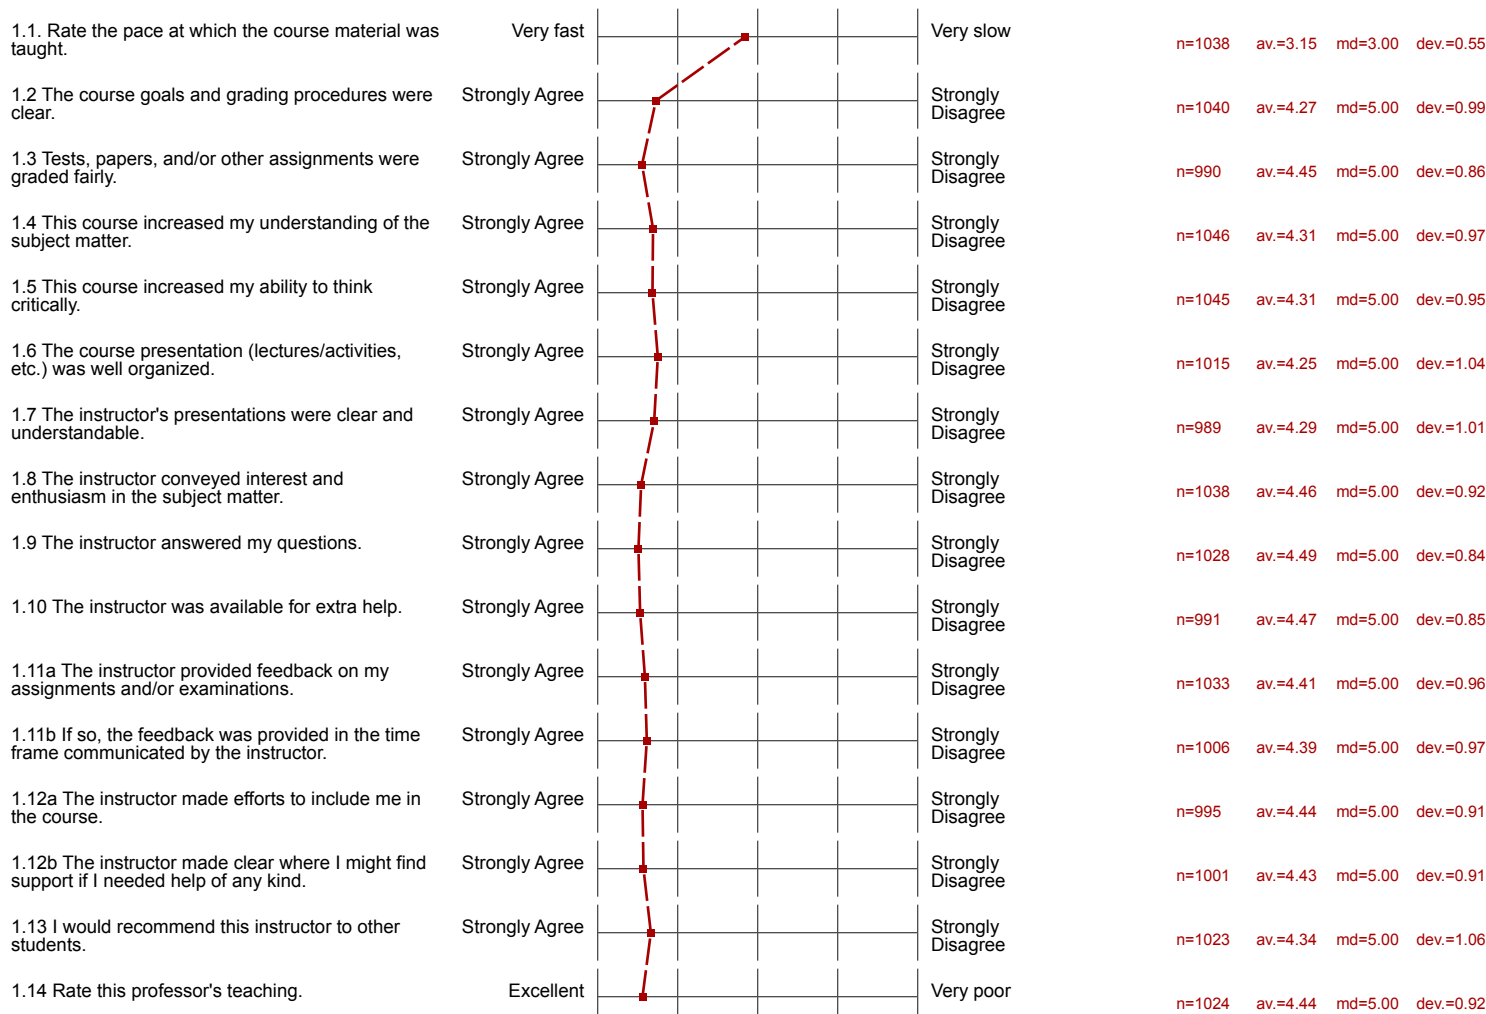 1.1. Rate the pace at which the course material was
taught.
Very fast
Very slow
n=1038 av.=3.15 md=3.00 dev.=0.55
1.2 The course goals and grading procedures were
clear.
Strongly Agree
Strongly
Disagree
n=1040 av.=4.27 md=5.00 dev.=0.99
1.3 Tests, papers, and/or other assignments were
graded fairly.
Strongly Agree
Strongly
Disagree
n=990 av.=4.45 md=5.00 dev.=0.86
1.4 This course increased my understanding of the
subject matter.
Strongly Agree
Strongly
Disagree
n=1046 av.=4.31 md=5.00 dev.=0.97
1.5 This course increased my ability to think
critically.
Strongly Agree
Strongly
Disagree
n=1045 av.=4.31 md=5.00 dev.=0.95
1.6 The course presentation (lectures/activities,
etc.) was well organized.
Strongly Agree
Strongly
Disagree
n=1015 av.=4.25 md=5.00 dev.=1.04
1.7 The instructor's presentations were clear and
understandable.
Strongly Agree
Strongly
Disagree
n=989 av.=4.29 md=5.00 dev.=1.01
1.8 The instructor conveyed interest and
enthusiasm in the subject matter.
Strongly Agree
Strongly
Disagree
n=1038 av.=4.46 md=5.00 dev.=0.92
1.9 The instructor answered my questions.
Strongly Agree
Strongly
Disagree
n=1028 av.=4.49 md=5.00 dev.=0.84
1.10 The instructor was available for extra help.
Strongly Agree
Strongly
Disagree
n=991 av.=4.47 md=5.00 dev.=0.85
1.11a The instructor provided feedback on my
assignments and/or examinations.
Strongly Agree
Strongly
Disagree
n=1033 av.=4.41 md=5.00 dev.=0.96
1.11b If so, the feedback was provided in the time
frame communicated by the instructor.
Strongly Agree
Strongly
Disagree
n=1006 av.=4.39 md=5.00 dev.=0.97
1.12a The instructor made efforts to include me in
the course.
Strongly Agree
Strongly
Disagree
n=995 av.=4.44 md=5.00 dev.=0.91
1.12b The instructor made clear where I might find
support if I needed help of any kind.
Strongly Agree
Strongly
Disagree
n=1001 av.=4.43 md=5.00 dev.=0.91
1.13 I would recommend this instructor to other
students.
Strongly Agree
Strongly
Disagree
n=1023 av.=4.34 md=5.00 dev.=1.06
1.14 Rate this professor's teaching.
Excellent
Very poor
n=1024 av.=4.44 md=5.00 dev.=0.92